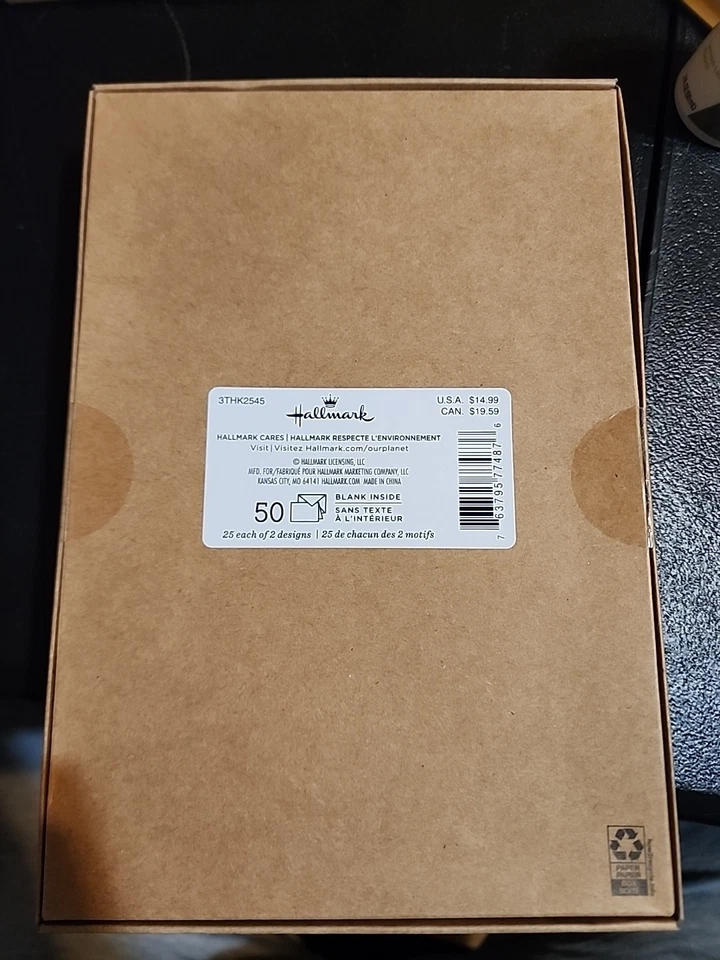 3THK2545
Hallmark
U.S.A. $14.99
CAN. $19.59
HALLMARK CARES | HALLMARK RESPECTE L'ENVIRONNEMENT
Visit | Visitez Hallmark.com/ourplanet
© HALLMARK LICENSING, LLC
MFD. FOR/FABRIQUÉ POUR HALLMARK MARKETING COMPANY, LLC
KANSAS CITY, MO 64141 HALLMARK.COM MADE IN CHINA
50
BLANK INSIDE
SANS TEXTE
À L'INTÉRIEUR
25 each of 2 designs | 25 de chacun des 2 motifs
7 63795 77487 6
PAPER
PAPIER
BOX